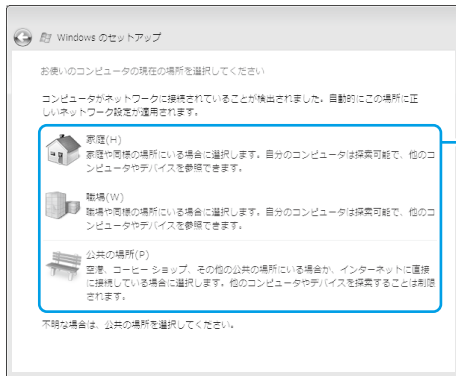 Windows のセットアップ
お使いのコンピュータの現在の場所を選択してください
コンピュータがネットワークに接続されていることが検出されました。自動的にこの場所に正
しいネットワーク設定が適用されます。
家庭(H)
家庭や同様の場所にいる場合に選択します。自分のコンピュータは探索可能で、他のコ
ンピュータやデバイスを参照できます。
職場(W)
職場や同様の場所にいる場合に選択します。自分のコンピュータは探索可能で、他のコ
ンピュータやデバイスを参照できます。
公共の場所(P)
空港、コーヒー ショップ、その他の公共の場所にいる場合か、インターネットに直接
に接続している場合に選択します。他のコンピュータやデバイスを探索することは制限
されます。
不明な場合は、公共の場所を選択してください。